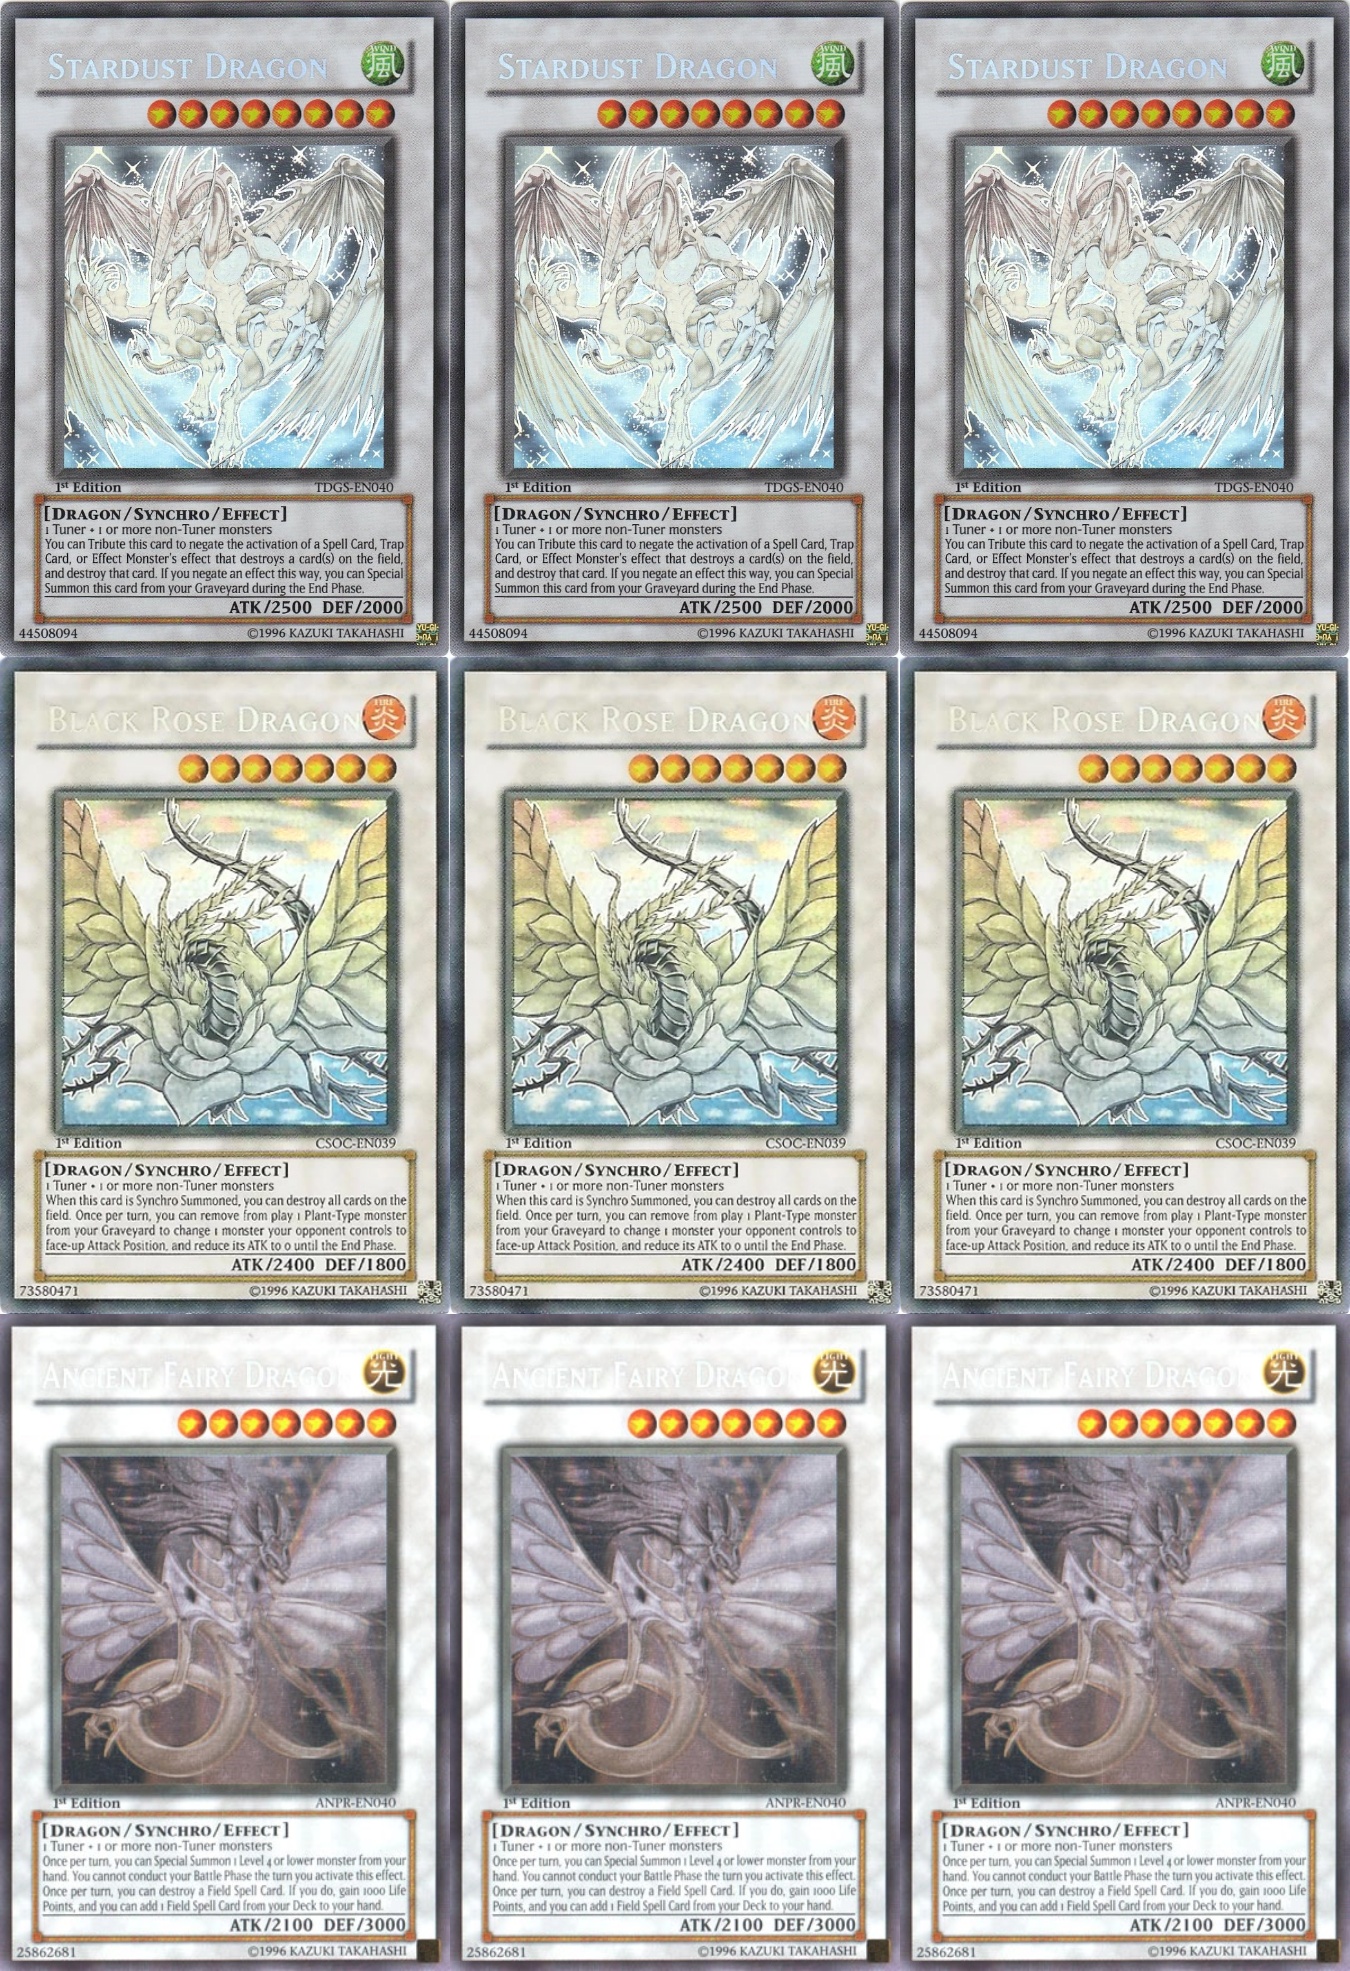 STARDUST DRAGON
WIND 風
STARDUST DRAGON
WIND 風
STARDUST DRAGON
WIND 風
1st Edition TDGS-EN040
1st Edition TDGS-EN040
1st Edition TDGS-EN040
[DRAGON/SYNCHRO/EFFECT]
1 Tuner + 1 or more non-Tuner monsters
You can Tribute this card to negate the activation of a Spell Card, Trap
Card, or Effect Monster's effect that destroys a card(s) on the field,
and destroy that card. If you negate an effect this way, you can Special
Summon this card from your Graveyard during the End Phase.
ATK/2500 DEF/2000
44508094 ©1996 KAZUKI TAKAHASHI
[DRAGON/SYNCHRO/EFFECT]
1 Tuner + 1 or more non-Tuner monsters
You can Tribute this card to negate the activation of a Spell Card, Trap
Card, or Effect Monster's effect that destroys a card(s) on the field,
and destroy that card. If you negate an effect this way, you can Special
Summon this card from your Graveyard during the End Phase.
ATK/2500 DEF/2000
44508094 ©1996 KAZUKI TAKAHASHI
[DRAGON/SYNCHRO/EFFECT]
1 Tuner + 1 or more non-Tuner monsters
You can Tribute this card to negate the activation of a Spell Card, Trap
Card, or Effect Monster's effect that destroys a card(s) on the field,
and destroy that card. If you negate an effect this way, you can Special
Summon this card from your Graveyard during the End Phase.
ATK/2500 DEF/2000
44508094 ©1996 KAZUKI TAKAHASHI
BLACK ROSE DRAGON
FIRE 炎
BLACK ROSE DRAGON
FIRE 炎
BLACK ROSE DRAGON
FIRE 炎
1st Edition CSOC-EN039
1st Edition CSOC-EN039
1st Edition CSOC-EN039
[DRAGON/SYNCHRO/EFFECT]
1 Tuner + 1 or more non-Tuner monsters
When this card is Synchro Summoned, you can destroy all cards on the
field. Once per turn, you can remove from play 1 Plant-Type monster
from your Graveyard to change 1 monster your opponent controls to
face-up Attack Position, and reduce its ATK to 0 until the End Phase.
ATK/2400 DEF/1800
73580471 ©1996 KAZUKI TAKAHASHI
[DRAGON/SYNCHRO/EFFECT]
1 Tuner + 1 or more non-Tuner monsters
When this card is Synchro Summoned, you can destroy all cards on the
field. Once per turn, you can remove from play 1 Plant-Type monster
from your Graveyard to change 1 monster your opponent controls to
face-up Attack Position, and reduce its ATK to 0 until the End Phase.
ATK/2400 DEF/1800
73580471 ©1996 KAZUKI TAKAHASHI
[DRAGON/SYNCHRO/EFFECT]
1 Tuner + 1 or more non-Tuner monsters
When this card is Synchro Summoned, you can destroy all cards on the
field. Once per turn, you can remove from play 1 Plant-Type monster
from your Graveyard to change 1 monster your opponent controls to
face-up Attack Position, and reduce its ATK to 0 until the End Phase.
ATK/2400 DEF/1800
73580471 ©1996 KAZUKI TAKAHASHI
ANCIENT FAIRY DRAGO
LIGHT 光
ANCIENT FAIRY DRAGO
LIGHT 光
ANCIENT FAIRY DRAGO
LIGHT 光
1st Edition ANPR-EN040
1st Edition ANPR-EN040
1st Edition ANPR-EN040
[DRAGON/SYNCHRO/EFFECT]
1 Tuner + 1 or more non-Tuner monsters
Once per turn, you can Special Summon 1 Level 4 or lower monster from your
hand. You cannot conduct your Battle Phase the turn you activate this effect.
Once per turn, you can destroy a Field Spell Card. If you do, gain 1000 Life
Points, and you can add 1 Field Spell Card from your Deck to your hand.
ATK/2100 DEF/3000
25862681 ©1996 KAZUKI TAKAHASHI
[DRAGON/SYNCHRO/EFFECT]
1 Tuner + 1 or more non-Tuner monsters
Once per turn, you can Special Summon 1 Level 4 or lower monster from your
hand. You cannot conduct your Battle Phase the turn you activate this effect.
Once per turn, you can destroy a Field Spell Card. If you do, gain 1000 Life
Points, and you can add 1 Field Spell Card from your Deck to your hand.
ATK/2100 DEF/3000
25862681 ©1996 KAZUKI TAKAHASHI
[DRAGON/SYNCHRO/EFFECT]
1 Tuner + 1 or more non-Tuner monsters
Once per turn, you can Special Summon 1 Level 4 or lower monster from your
hand. You cannot conduct your Battle Phase the turn you activate this effect.
Once per turn, you can destroy a Field Spell Card. If you do, gain 1000 Life
Points, and you can add 1 Field Spell Card from your Deck to your hand.
ATK/2100 DEF/3000
25862681 ©1996 KAZUKI TAKAHASHI